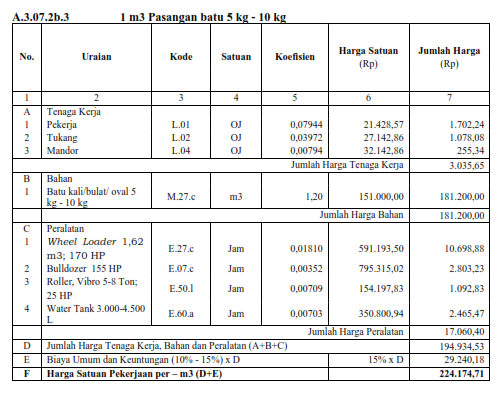 A.3.07.2b.3 1 m3 Pasangan batu 5 kg - 10 kg
No. Uraian Kode Satuan Koefisien Harga Satuan (Rp) Jumlah Harga (Rp)
1 2 3 4 5 6 7
A Tenaga Kerja
1 Pekerja L.01 OJ 0,07944 21.428,57 1.702,24
2 Tukang L.02 OJ 0,03972 27.142,86 1.078,08
3 Mandor L.04 OJ 0,00794 32.142,86 255,34
Jumlah Harga Tenaga Kerja 3.035,65
B Bahan
1 Batu kali/bulat/ oval 5 kg - 10 kg M.27.c m3 1,20 151.000,00 181.200,00
Jumlah Harga Bahan 181.200,00
C Peralatan
1 Wheel Loader 1,62 m3; 170 HP E.27.c Jam 0,01810 591.193,50 10.698,88
2 Bulldozer 155 HP E.07.c Jam 0,00352 795.315,02 2.803,23
3 Roller, Vibro 5-8 Ton; 25 HP E.50.l Jam 0,00709 154.197,83 1.092,83
4 Water Tank 3.000-4.500 L E.60.a Jam 0,00703 350.800,94 2.465,47
Jumlah Harga Peralatan 17.060,40
D Jumlah Harga Tenaga Kerja, Bahan dan Peralatan (A+B+C) 194.934,53
E Biaya Umum dan Keuntungan (10% - 15%) x D 15% x D 29.240,18
F Harga Satuan Pekerjaan per – m3 (D+E) 224.174,71